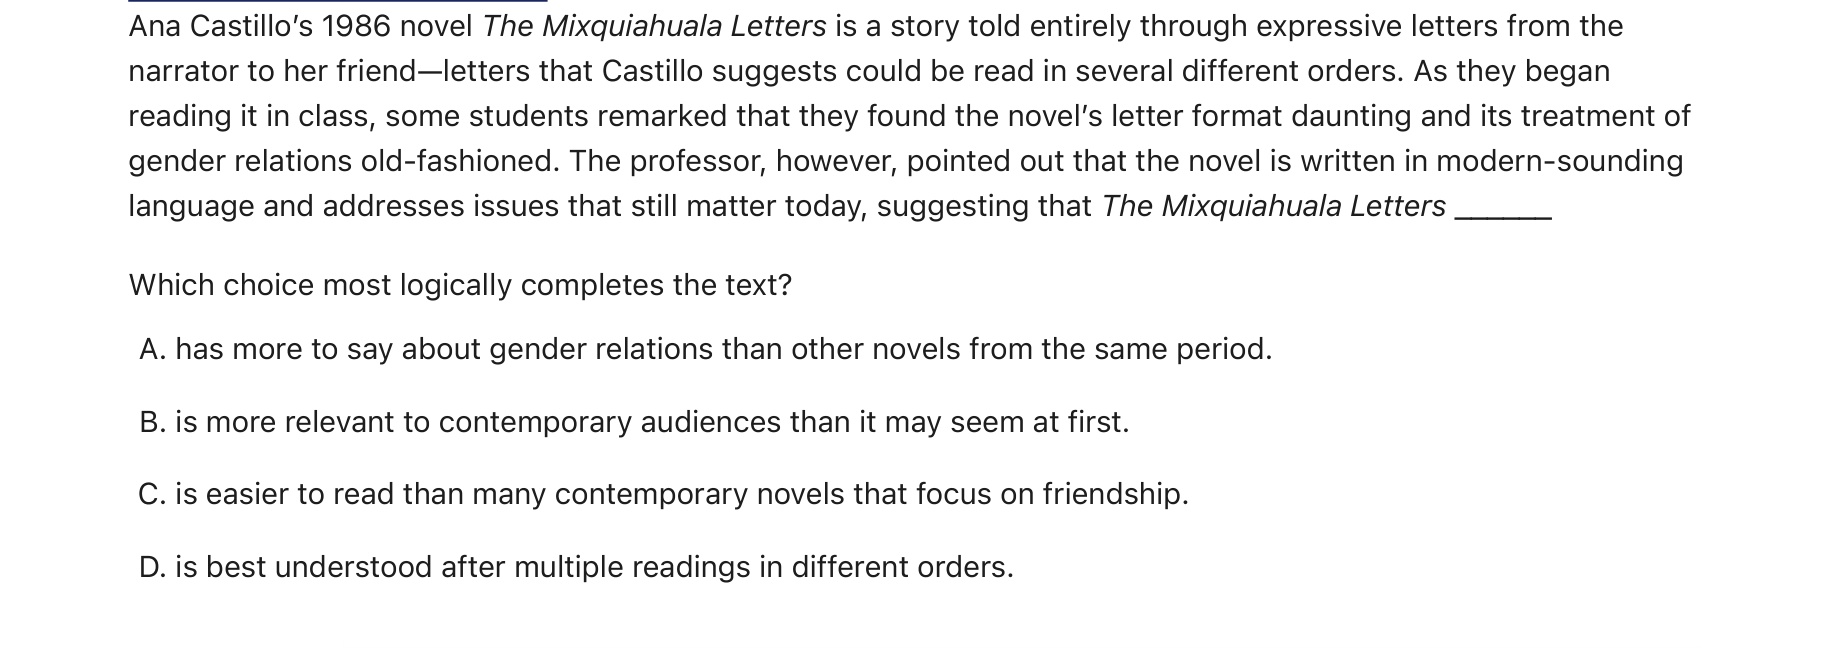 Ana Castillo’s 1986 novel The Mixquiahuala Letters is a story told entirely through expressive letters from the
narrator to her friend—letters that Castillo suggests could be read in several different orders. As they began
reading it in class, some students remarked that they found the novel’s letter format daunting and its treatment of
gender relations old-fashioned. The professor, however, pointed out that the novel is written in modern-sounding
language and addresses issues that still matter today, suggesting that The Mixquiahuala Letters ______
Which choice most logically completes the text?
A. has more to say about gender relations than other novels from the same period.
B. is more relevant to contemporary audiences than it may seem at first.
C. is easier to read than many contemporary novels that focus on friendship.
D. is best understood after multiple readings in different orders.